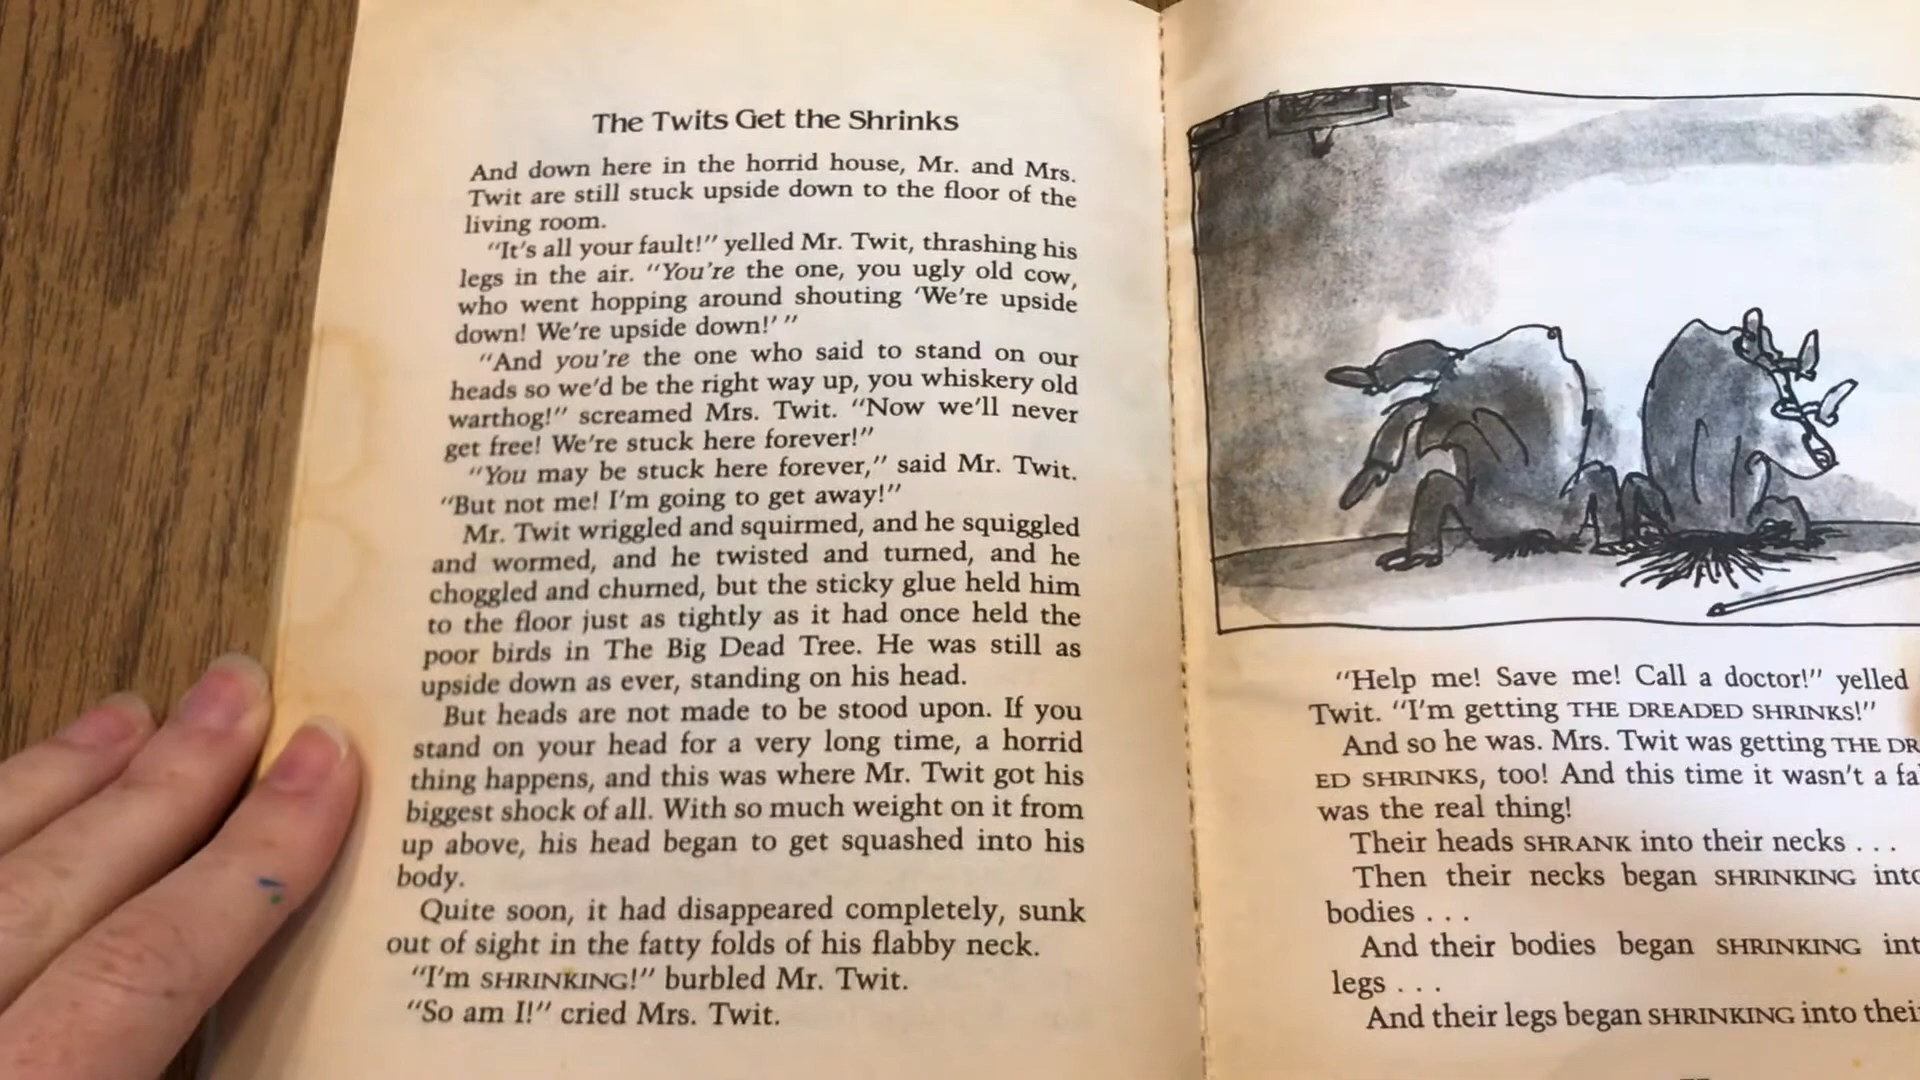 The Twits Get the Shrinks
And down here in the horrid house, Mr. and Mrs.
Twit are still stuck upside down to the floor of the
living room.
"It's all your fault!" yelled Mr. Twit, thrashing his
legs in the air. "You're the one, you ugly old cow,
who went hopping around shouting 'We're upside
down! We're upside down!' "
"And you're the one who said to stand on our
heads so we'd be the right way up, you whiskery old
warthog!" screamed Mrs. Twit. "Now we'll never
get free! We're stuck here forever!"
"You may be stuck here forever," said Mr. Twit.
"But not me! I'm going to get away!"
Mr. Twit wriggled and squirmed, and he squiggled
and wormed, and he twisted and turned, and he
choggled and churned, but the sticky glue held him
to the floor just as tightly as it had once held the
poor birds in The Big Dead Tree. He was still as
upside down as ever, standing on his head.
But heads are not made to be stood upon. If you
stand on your head for a very long time, a horrid
thing happens, and this was where Mr. Twit got his
biggest shock of all. With so much weight on it from
up above, his head began to get squashed into his
body.
Quite soon, it had disappeared completely, sunk
out of sight in the fatty folds of his flabby neck.
"I'm SHRINKING!" burbled Mr. Twit.
"So am I!" cried Mrs. Twit.
"Help me! Save me! Call a doctor!" yelled
Twit. "I'm getting THE DREADED SHRINKS!"
And so he was. Mrs. Twit was getting THE DR
ED SHRINKS, too! And this time it wasn't a fa
was the real thing!
Their heads SHRANK into their necks . . .
Then their necks began SHRINKING into
bodies . . .
And their bodies began SHRINKING int
legs . . .
And their legs began SHRINKING into thei